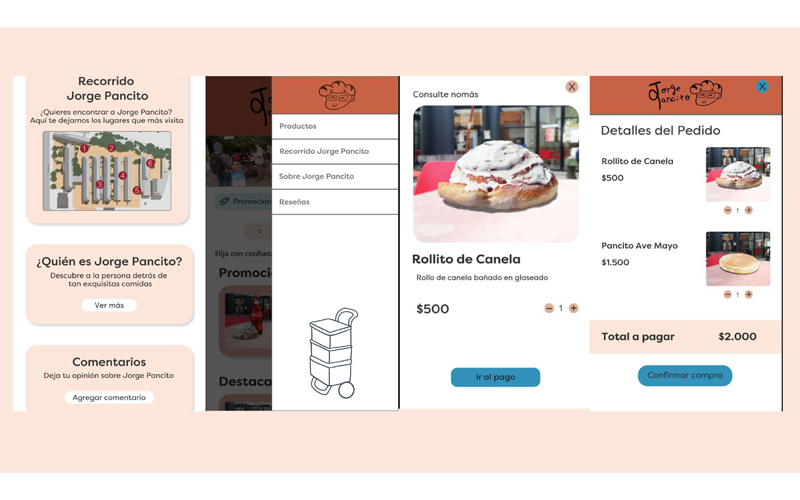 Recorrido
Jorge Pancito
¿Quieres encontrar a Jorge Pancito?
Aquí te dejamos los lugares que más visita
1
2
3
4
5
6
¿Quién es Jorge Pancito?
Descubre a la persona detrás de
tan exquisitas comidas
Ver más
Comentarios
Deja tu opinión sobre Jorge Pancito
Agregar comentario
Promocion
Elija con confianz
Promoci
Destaca
Productos
Recorrido Jorge Pancito
Sobre Jorge Pancito
Reseñas
X
Consulte nomás
Rollito de Canela
Rollo de canela bañado en glaseado
$500
− 1 +
Ir al pago
Jorge
Pancito
X
Detalles del Pedido
Rollito de Canela
$500
− 1 +
Pancito Ave Mayo
$1.500
− 1 +
Total a pagar $2.000
Confirmar compra